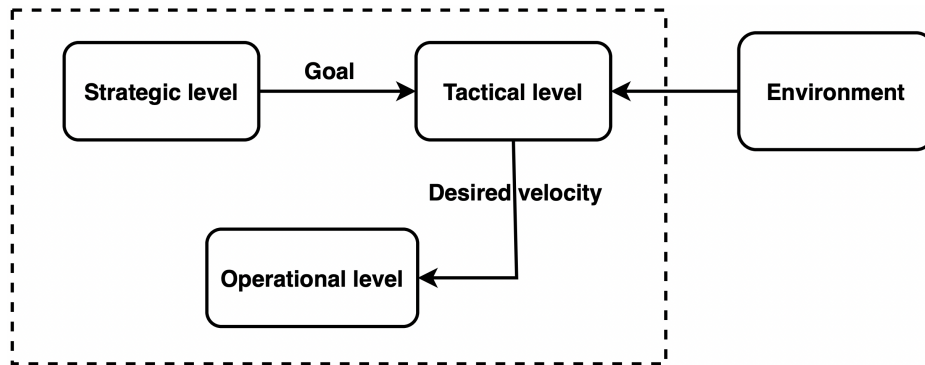 Goal
Strategic level
Tactical level
Environment
Desired velocity
Operational level